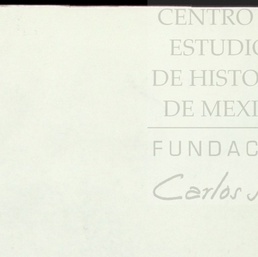 CENTRO
ESTUDIO
DE HISTO
DE MEXI
FUNDAC
Carlos